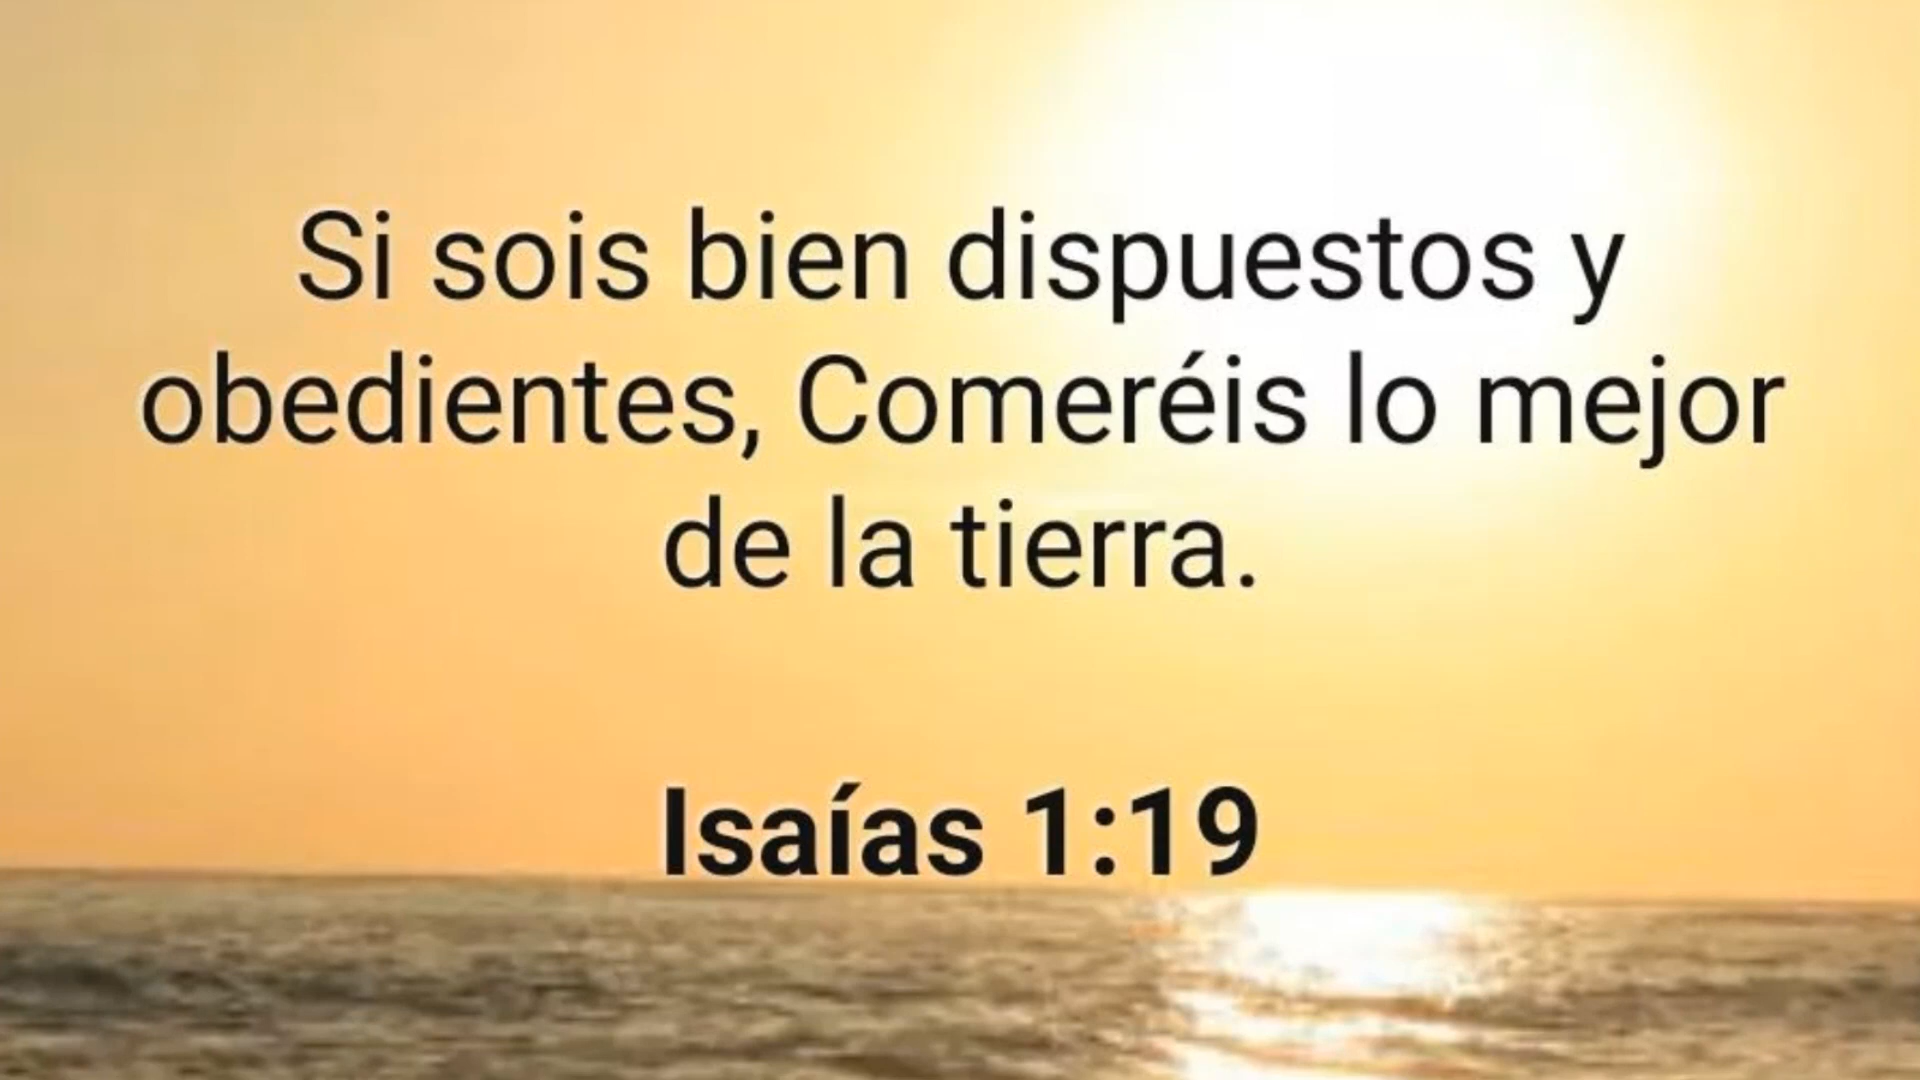 Si sois bien dispuestos y
obedientes, Comeréis lo mejor
de la tierra.
Isaías 1:19